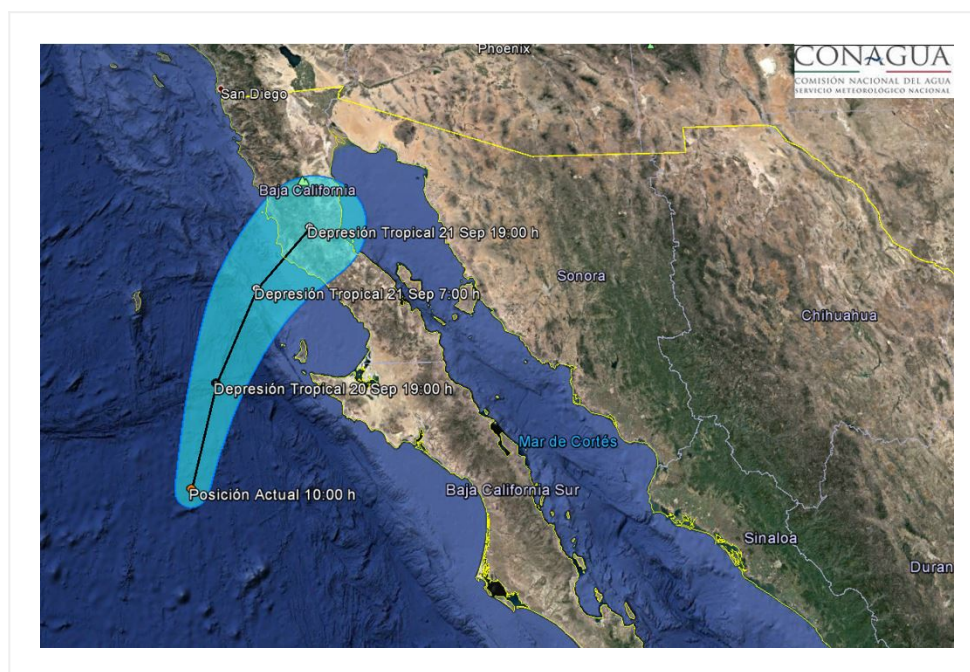 Phoenix
CONAGUA
COMISIÓN NACIONAL DEL AGUA
SERVICIO METEOROLÓGICO NACIONAL
San Diego
Baja California
Depresión Tropical 21 Sep 19:00 h
Sonora
Depresión Tropical 21 Sep 7:00 h
Chihuahua
Depresión Tropical 20 Sep 19:00 h
Mar de Cortés
Posición Actual 10:00 h
Baja California Sur
Sinaloa
Duran